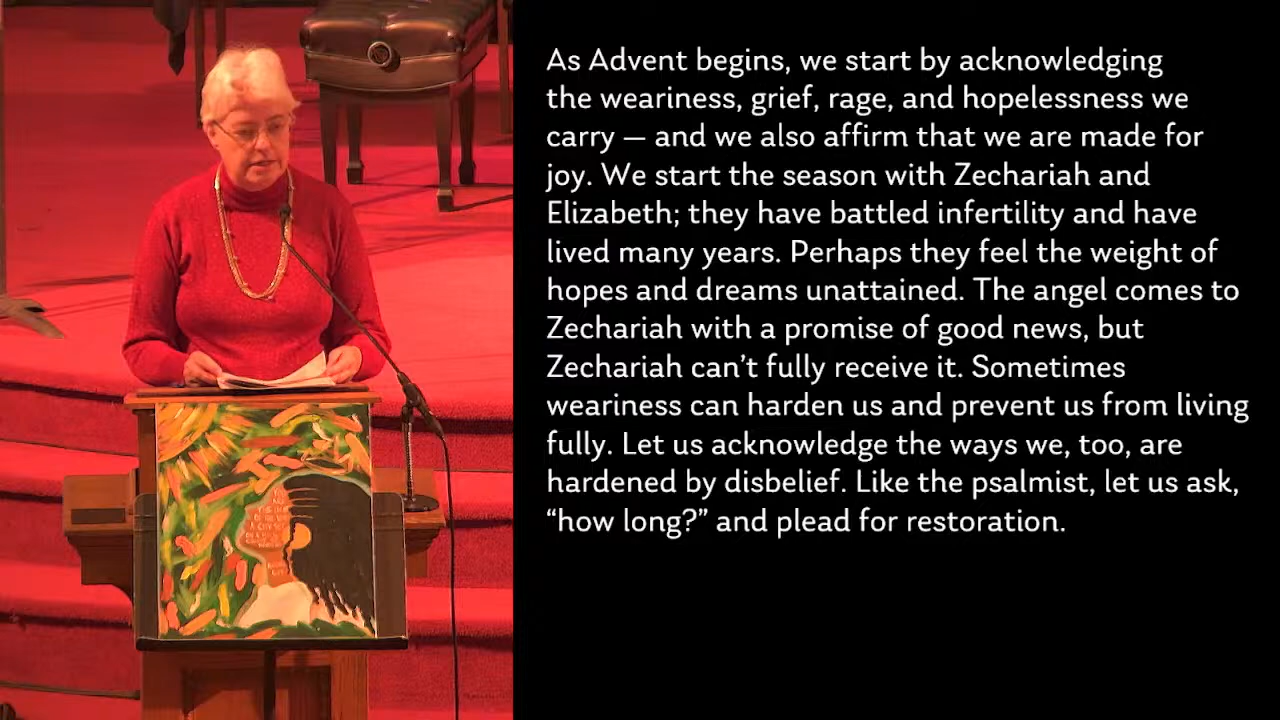 As Advent begins, we start by acknowledging
the weariness, grief, rage, and hopelessness we
carry — and we also affirm that we are made for
joy. We start the season with Zechariah and
Elizabeth; they have battled infertility and have
lived many years. Perhaps they feel the weight of
hopes and dreams unattained. The angel comes to
Zechariah with a promise of good news, but
Zechariah can’t fully receive it. Sometimes
weariness can harden us and prevent us from living
fully. Let us acknowledge the ways we, too, are
hardened by disbelief. Like the psalmist, let us ask,
“how long?” and plead for restoration.